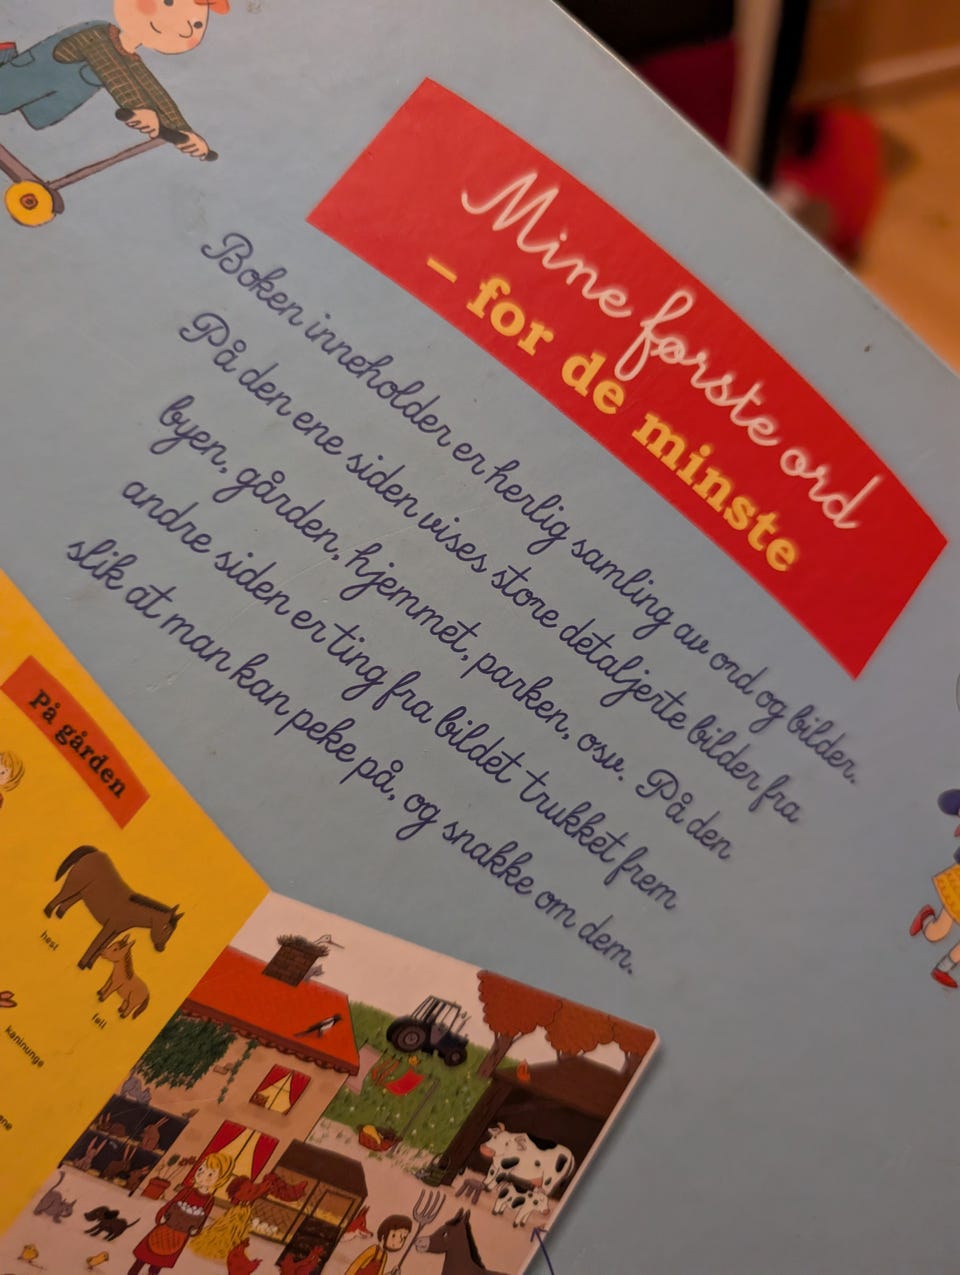 Mine første ord
– for de minste
Boken inneholder er herlig samling av ord og bilder.
På den ene siden vises store detaljerte bilder fra
byen, gården, hjemmet, parken, osv. På den
andre siden er ting fra bildet trukket frem
slik at man kan peke på, og snakke om dem.
På gården
hest
føll
kaninunge